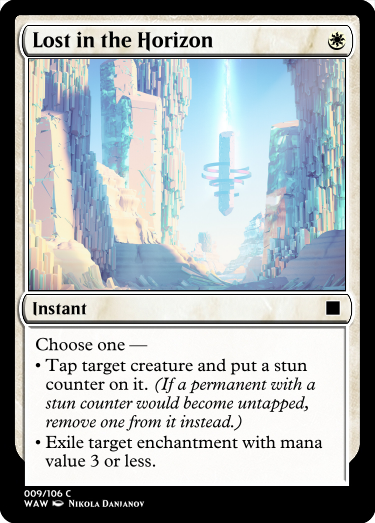 Lost in the Horizon
Instant
Choose one —
• Tap target creature and put a stun
counter on it. (If a permanent with a
stun counter would become untapped,
remove one from it instead.)
• Exile target enchantment with mana
value 3 or less.
009/106 C
WAW Nikola Danjanov